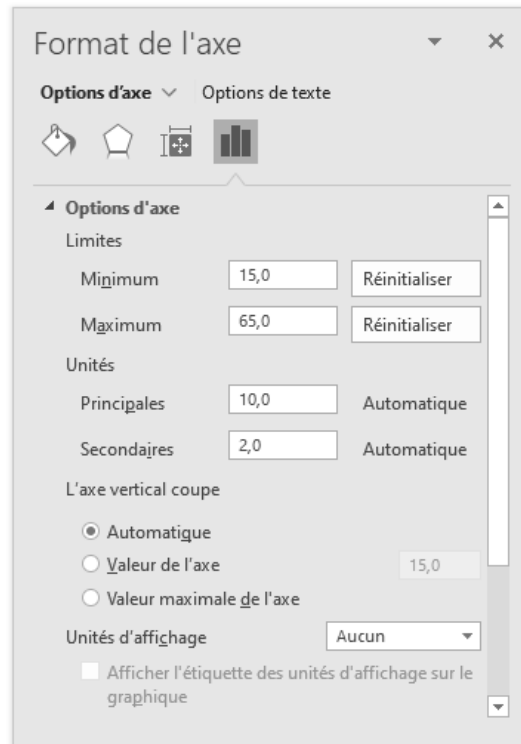 Format de l'axe
Options d'axe Options de texte
Options d'axe
Limites
Minimum 15,0 Réinitialiser
Maximum 65,0 Réinitialiser
Unités
Principales 10,0 Automatique
Secondaires 2,0 Automatique
L'axe vertical coupe
Automatique
Valeur de l'axe 15,0
Valeur maximale de l'axe
Unités d'affichage Aucun
Afficher l'étiquette des unités d'affichage sur le
graphique